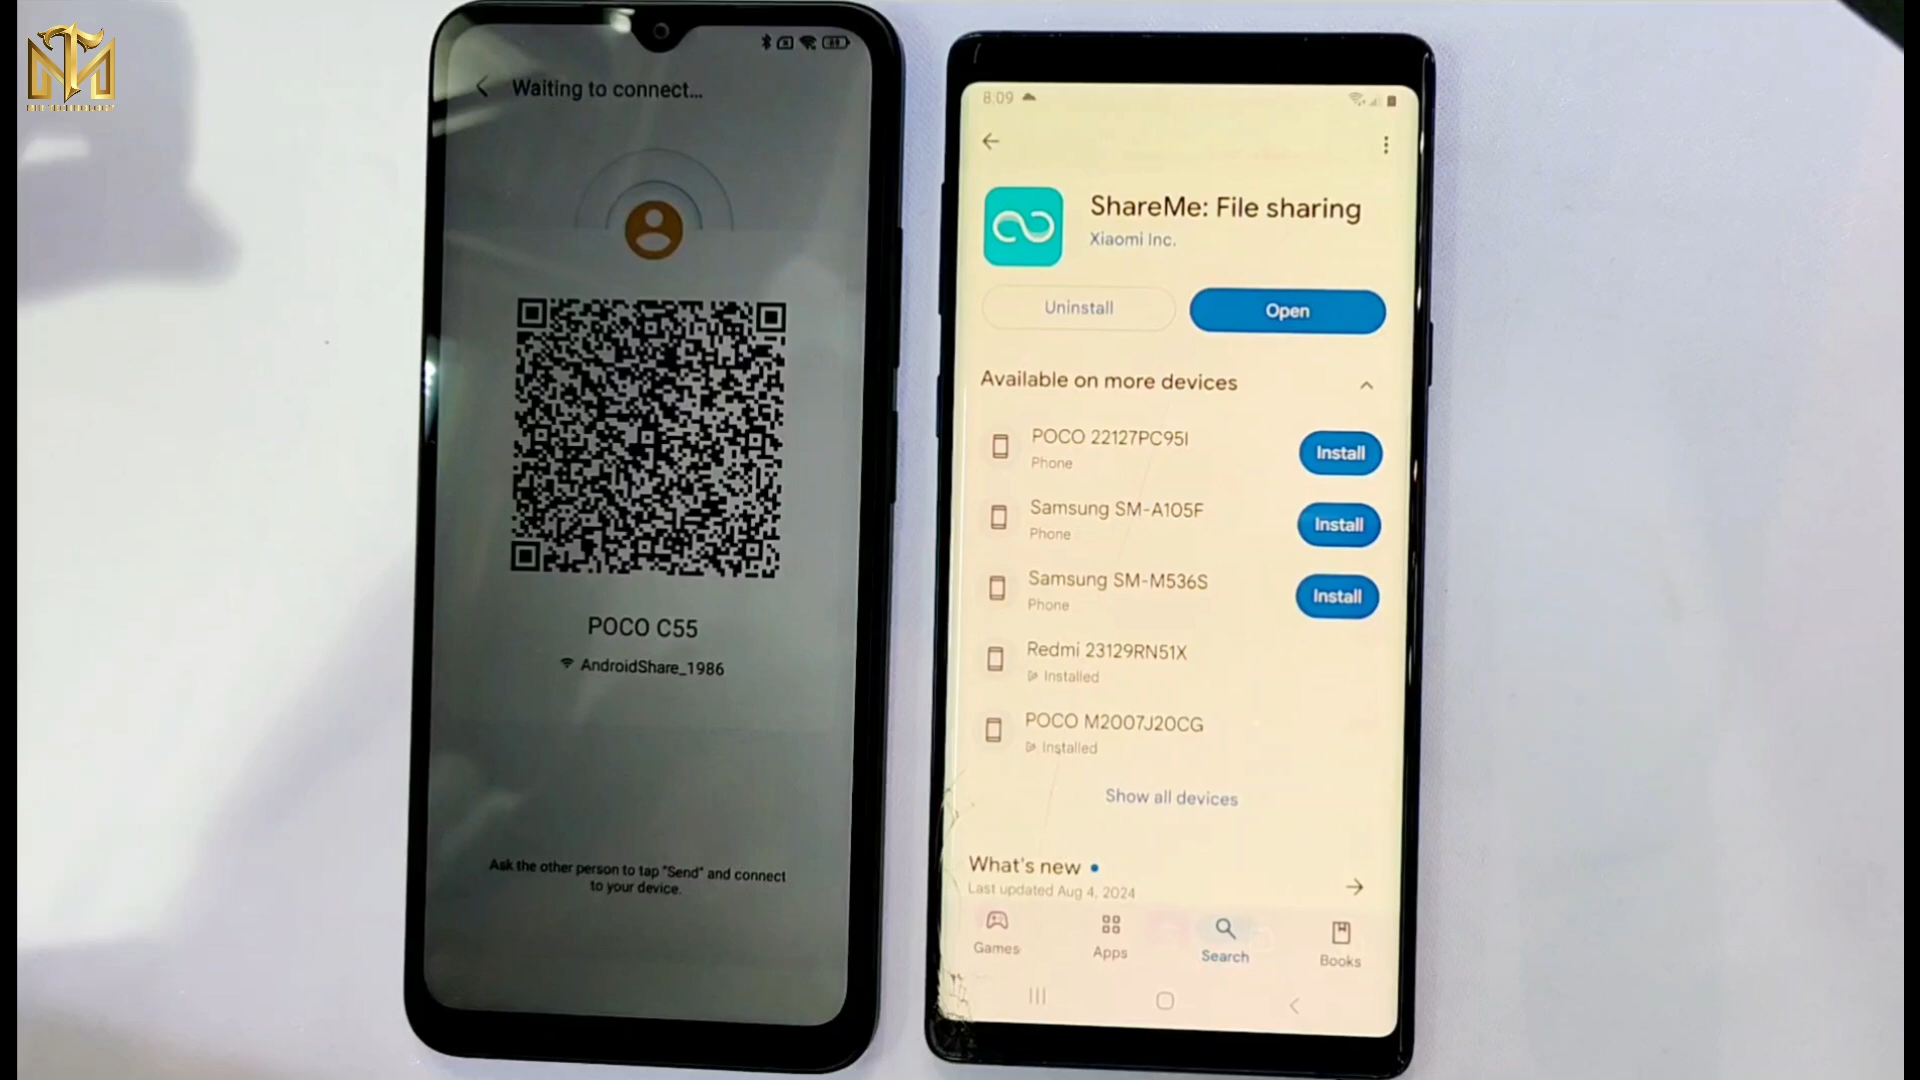 Waiting to connect...
POCO C55
AndroidShare_1986
Ask the other person to tap "Send" and connect
to your device.
8:09
ShareMe: File sharing
Xiaomi Inc.
Uninstall
Open
Available on more devices
POCO 22127PC95I
Phone
Install
Samsung SM-A105F
Phone
Install
Samsung SM-M536S
Phone
Install
Redmi 23129RN51X
Installed
POCO M2007J20CG
Installed
Show all devices
What's new
Last updated Aug 4, 2024
Games
Apps
Search
Books